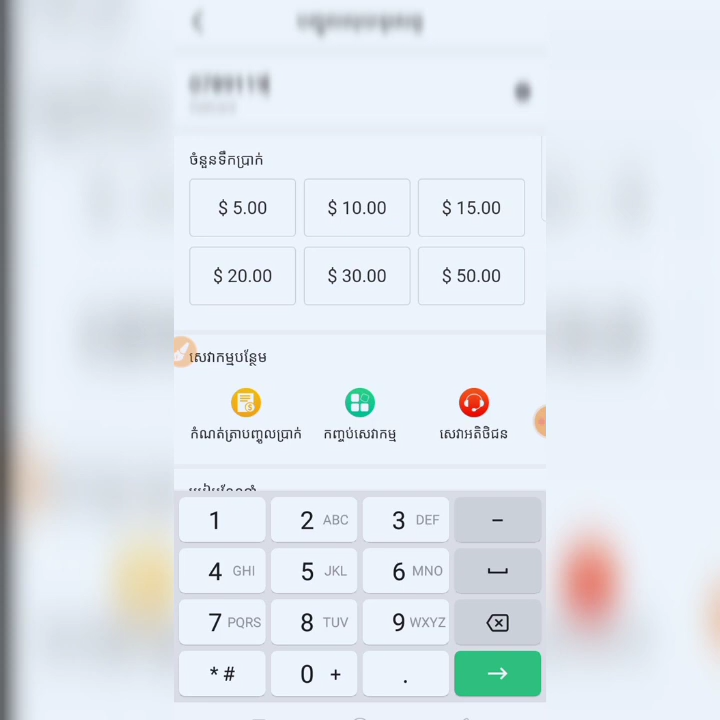 ចំនួនទឹកប្រាក់
$ 5.00 $ 10.00 $ 15.00
$ 20.00 $ 30.00 $ 50.00
សេវាកម្មបន្ថែម
កំណត់ត្រាបញ្ចូលប្រាក់ កញ្ចប់សេវាកម្ម សេវាអតិថិជន
1 2 ABC 3 DEF –
4 GHI 5 JKL 6 MNO
7 PQRS 8 TUV 9 WXYZ
* # 0 + .